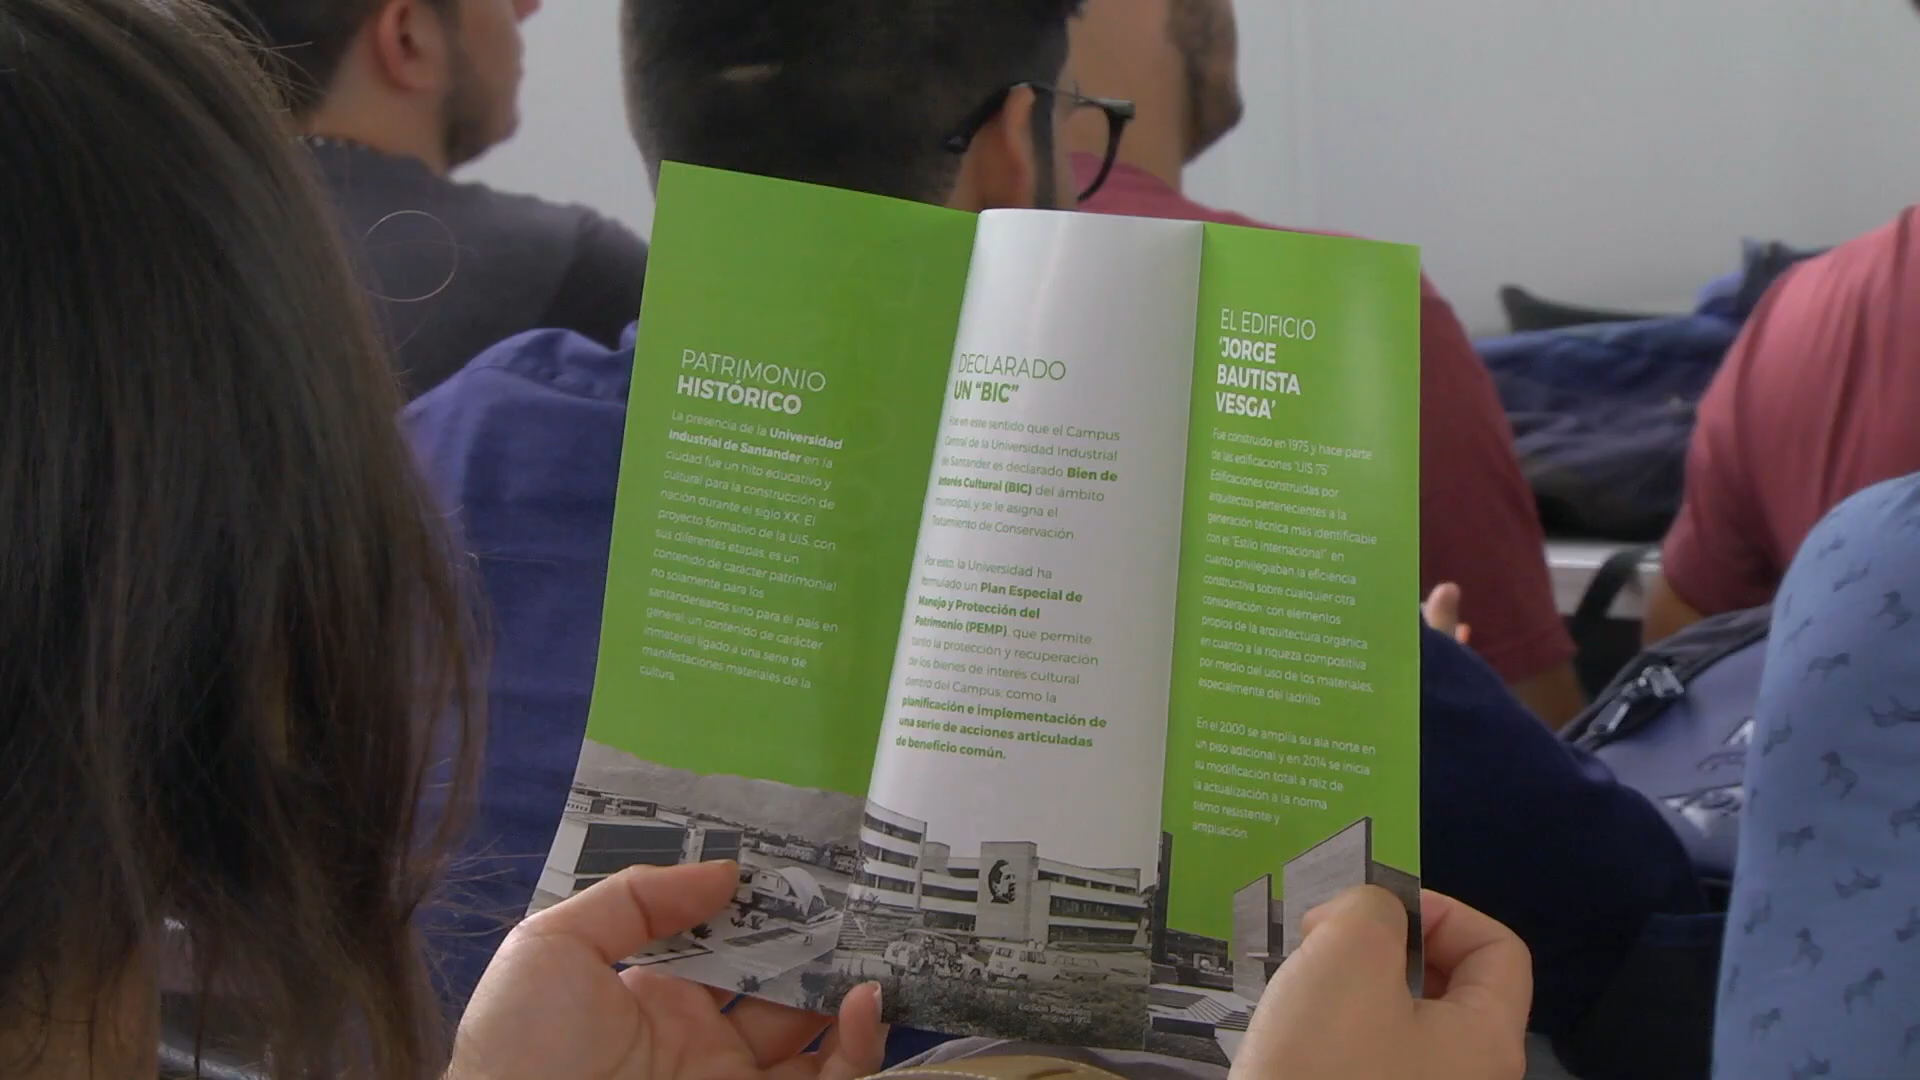 PATRIMONIO
HISTÓRICO
La presencia de la Universidad
Industrial de Santander en la
ciudad fue un hito educativo y
cultural para la construcción de
nación durante el siglo XX. El
proyecto formativo de la UIS, con
sus diferentes etapas, es un
contenido de carácter patrimonial
no solamente para los
santandereanos sino para el país en
general, un contenido de carácter
inmaterial ligado a una serie de
manifestaciones materiales de la
cultura.
DECLARADO
UN "BIC"
Fue en este sentido que el Campus
Central de la Universidad Industrial
de Santander es declarado Bien de
Interés Cultural (BIC) del ámbito
municipal, y se le asigna el
Tratamiento de Conservación.
Por esto, la Universidad ha
formulado un Plan Especial de
Manejo y Protección del
Patrimonio (PEMP), que permite
tanto la protección y recuperación
de los bienes de interés cultural
dentro del Campus, como la
planificación e implementación de
una serie de acciones articuladas
de beneficio común.
EL EDIFICIO
'JORGE
BAUTISTA
VESGA'
Fue construido en 1975 y hace parte
de las edificaciones "UIS 75"
Edificaciones construidas por
arquitectos pertenecientes a la
generación técnica más identificable
con el "Estilo internacional" en
cuanto privilegiaban la eficiencia
constructiva sobre cualquier otra
consideración, con elementos
propios de la arquitectura orgánica
en cuanto a la riqueza compositiva
por medio del uso de los materiales,
especialmente del ladrillo.
En el 2000 se amplía su ala norte en
un piso adicional y en 2014 se inicia
su modificación total a raíz de
la actualización a la norma
sismo resistente y
ampliación.